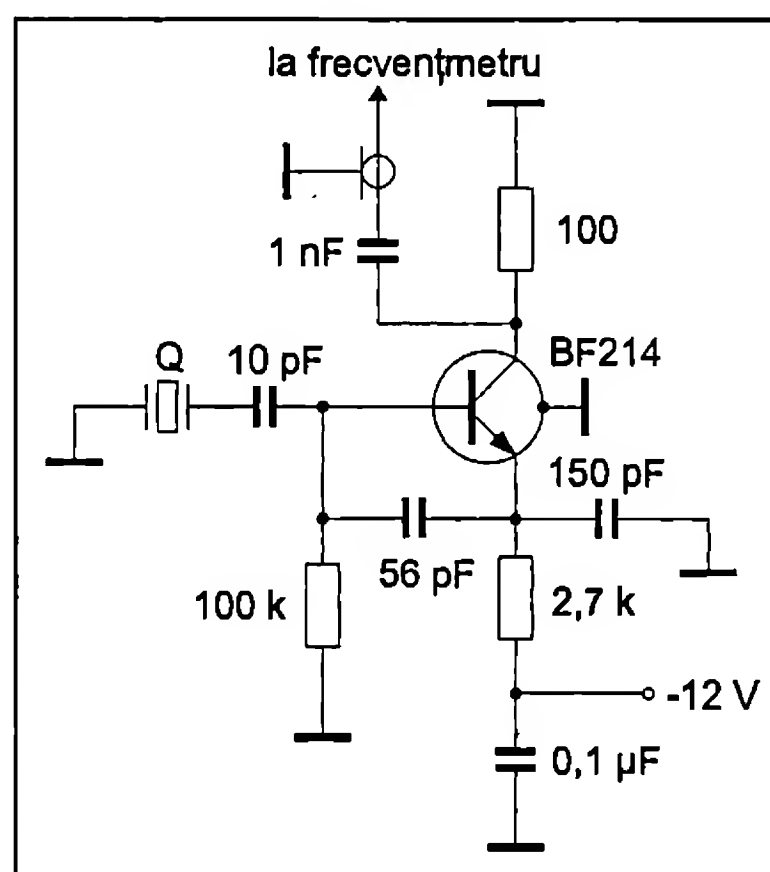 la frecvențmetru
1 nF
100
Q
10 pF
BF214
150 pF
56 pF
100 k
2,7 k
-12 V
0,1 µF